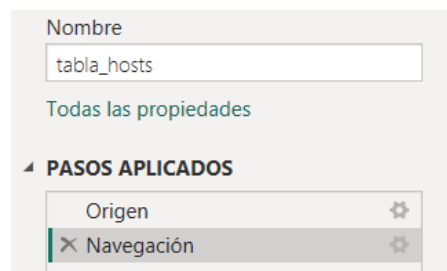 Nombre
tabla_hosts
Todas las propiedades
PASOS APLICADOS
Origen
Navegación